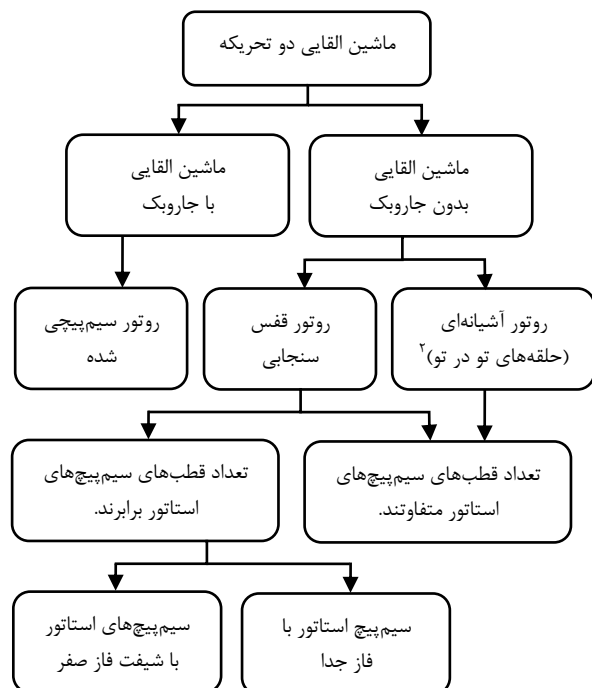 ماشین القایی دو تحریکه
ماشین القایی
بدون جاروبک
ماشین القایی
با جاروبک
روتور آشیانه‌ای
(حلقه‌های تو در تو)۲
روتور قفس
سنجابی
روتور سیم‌پیچی
شده
تعداد قطب‌های سیم‌پیچ‌های
استاتور متفاوتند.
تعداد قطب‌های سیم‌پیچ‌های
استاتور برابرند.
سیم‌پیچ استاتور با
فاز جدا
سیم‌پیچ‌های استاتور
با شیفت فاز صفر